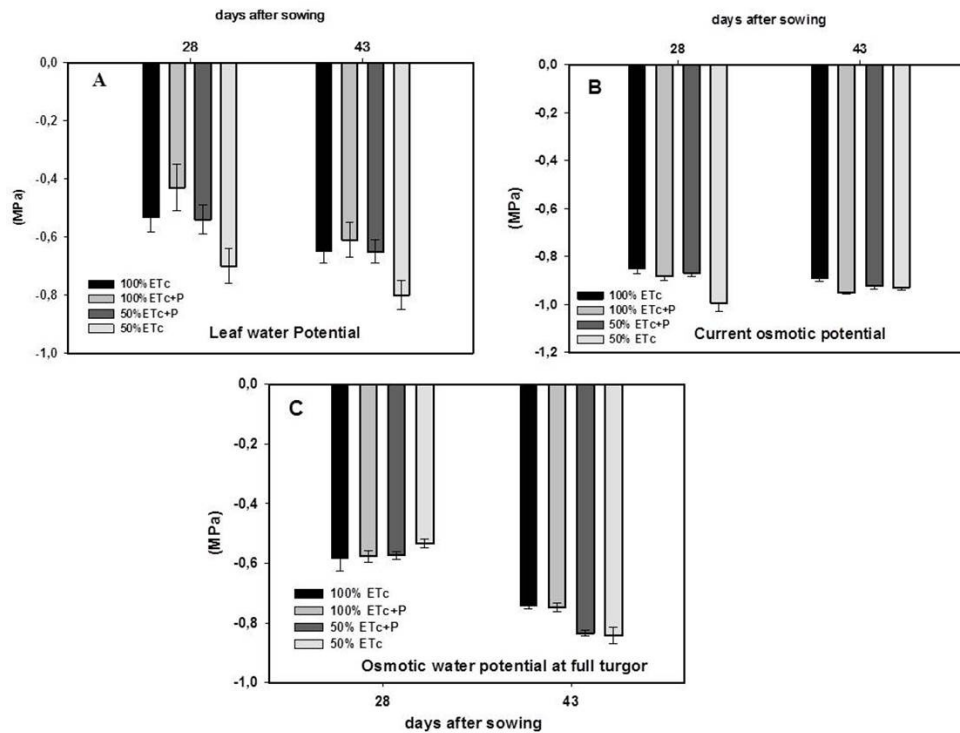 days after sowing
28 43
0,0
-0,2
-0,4
-0,6
-0,8
-1,0
(MPa)
A
100%ETc
100%ETc+P
50%ETc+P
50%ETc
Leaf water Potential
days after sowing
28 43
0,0
-0,2
-0,4
-0,6
-0,8
-1,0
-1,2
(MPa)
B
100% ETc
100% ETc+P
50% ETc+P
50% ETc
Current osmotic potential
0,0
-0,2
-0,4
-0,6
-0,8
-1,0
(MPa)
C
100% ETc
100% ETc+P
50% ETc+P
50% ETc
Osmotic water potential at full turgor
28 43
days after sowing